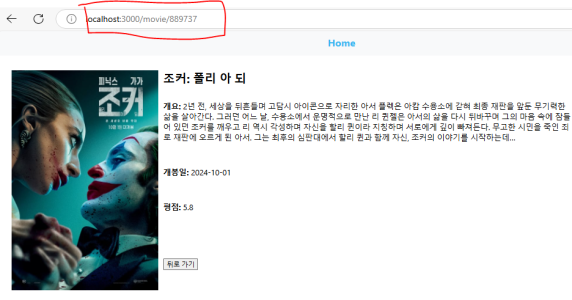 localhost:3000/movie/889737
Home
피닉스 가가
조커
조커: 폴리 아 되
개요: 2년 전, 세상을 뒤흔들며 고담시 아이콘으로 자리한 아서 플렉은 아캄 수용소에 갇혀 최종 재판을 앞둔 무기력한
삶을 살아간다. 그러던 어느 날, 수용소에서 운명적으로 만난 리 퀸젤은 아서의 삶을 다시 뒤바꾸며 그의 마음 속에 잠들
어 있던 조커를 깨우고 리 역시 각성하며 자신을 할리 퀸이라 지칭하며 서로에게 깊이 빠져든다. 무고한 시민을 죽인 죄
로 재판에 오르게 된 아서. 그는 최후의 심판대에서 할리 퀸과 함께 자신, 조커의 이야기를 시작하는데...
개봉일: 2024-10-01
평점: 5.8
뒤로 가기